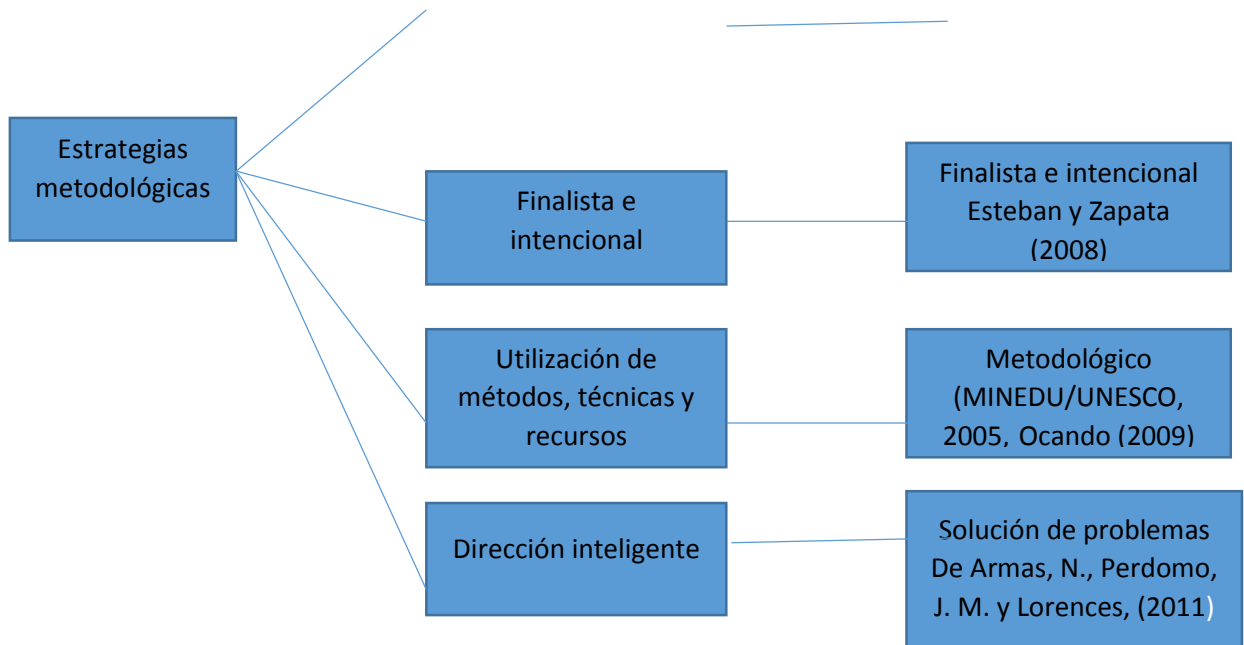 Estrategias
metodológicas
Finalista e
intencional
Finalista e intencional
Esteban y Zapata
(2008)
Utilización de
métodos, técnicas y
recursos
Metodológico
(MINEDU/UNESCO,
2005, Ocando (2009)
Dirección inteligente
Solución de problemas
De Armas, N., Perdomo,
J. M. y Lorences, (2011)